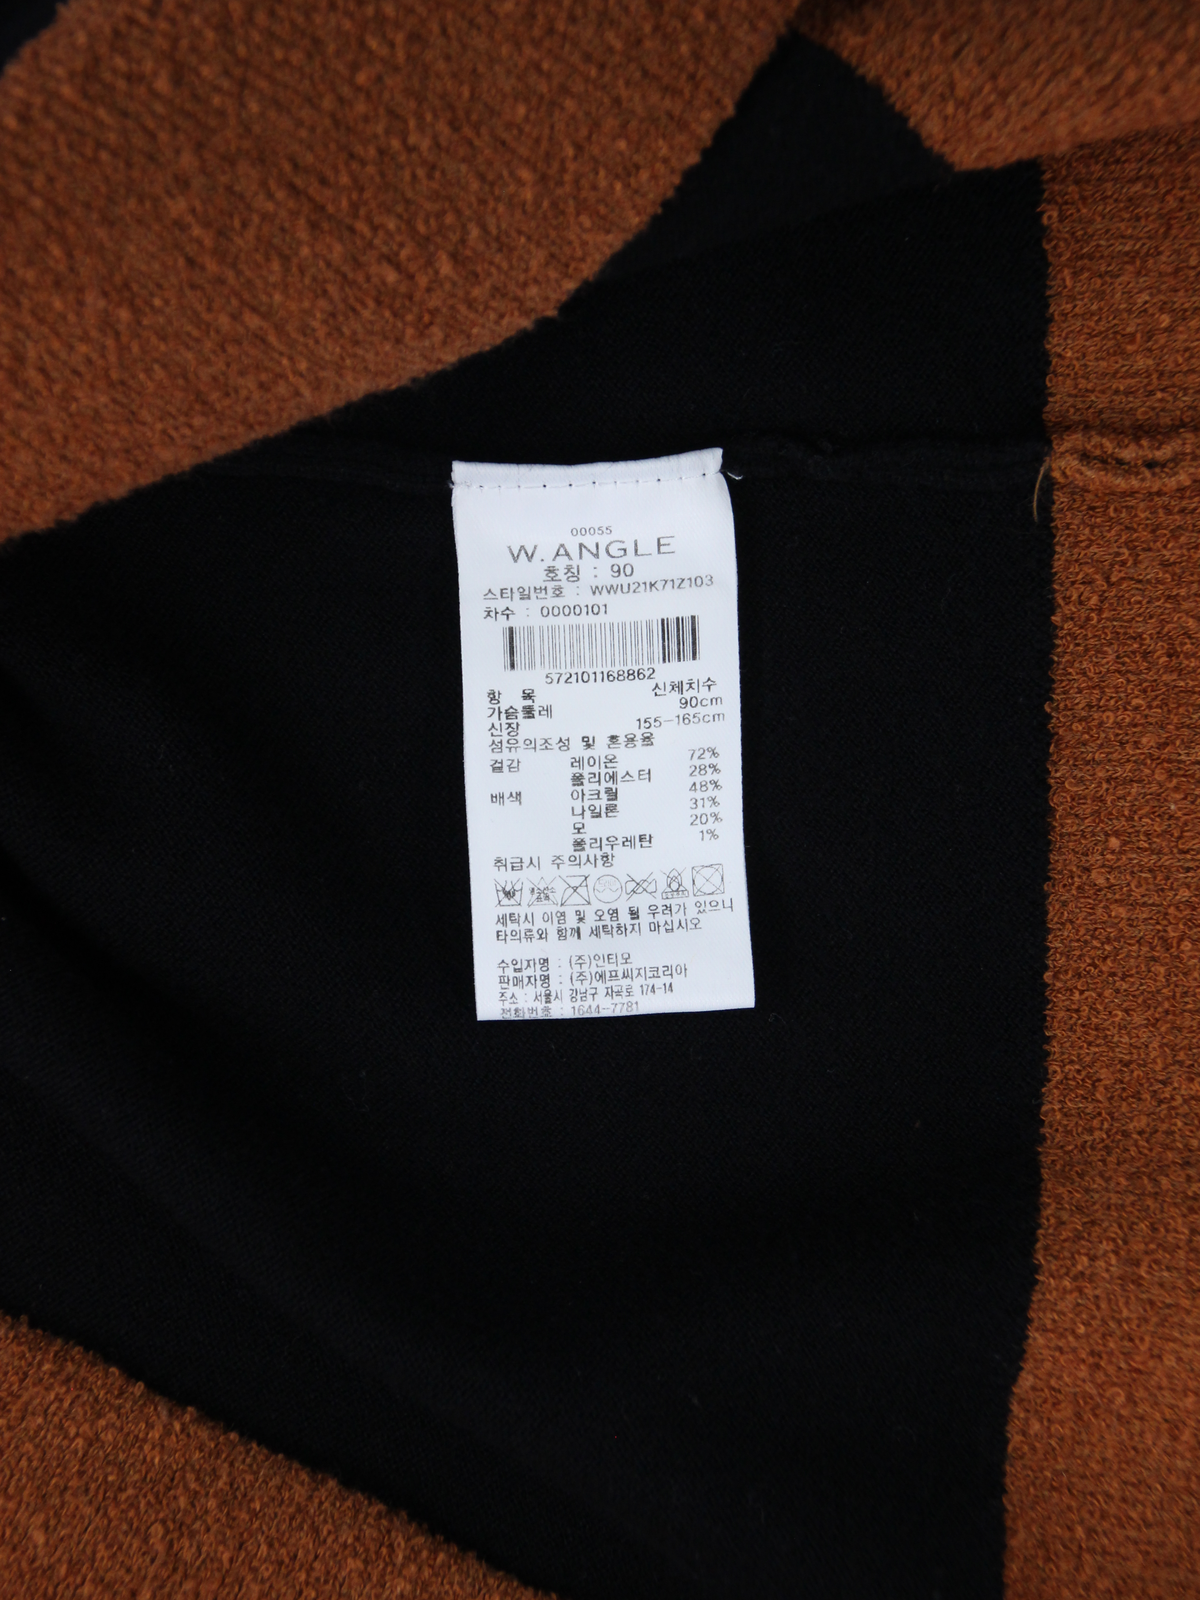 00055
W.ANGLE
호칭 : 90
스타일번호 : WWU21K71Z103
차수 : 0000101
572101168862
항 목 신체치수
가슴둘레 90cm
신장 155-165cm
섬유의조성 및 혼용율
겉감 레이온 72%
폴리에스터 28%
배색 아크릴 48%
나일론 31%
모 20%
폴리우레탄 1%
취급시 주의사항
세탁시 이염 및 오염 될 우려가 있으니
타의류와 함께 세탁하지 마십시오
수입자명 : (주)인터모
판매자명 : (주)에프씨지코리아
주소 : 서울시 강남구 자곡로 174-14
전화번호 : 1644-7781